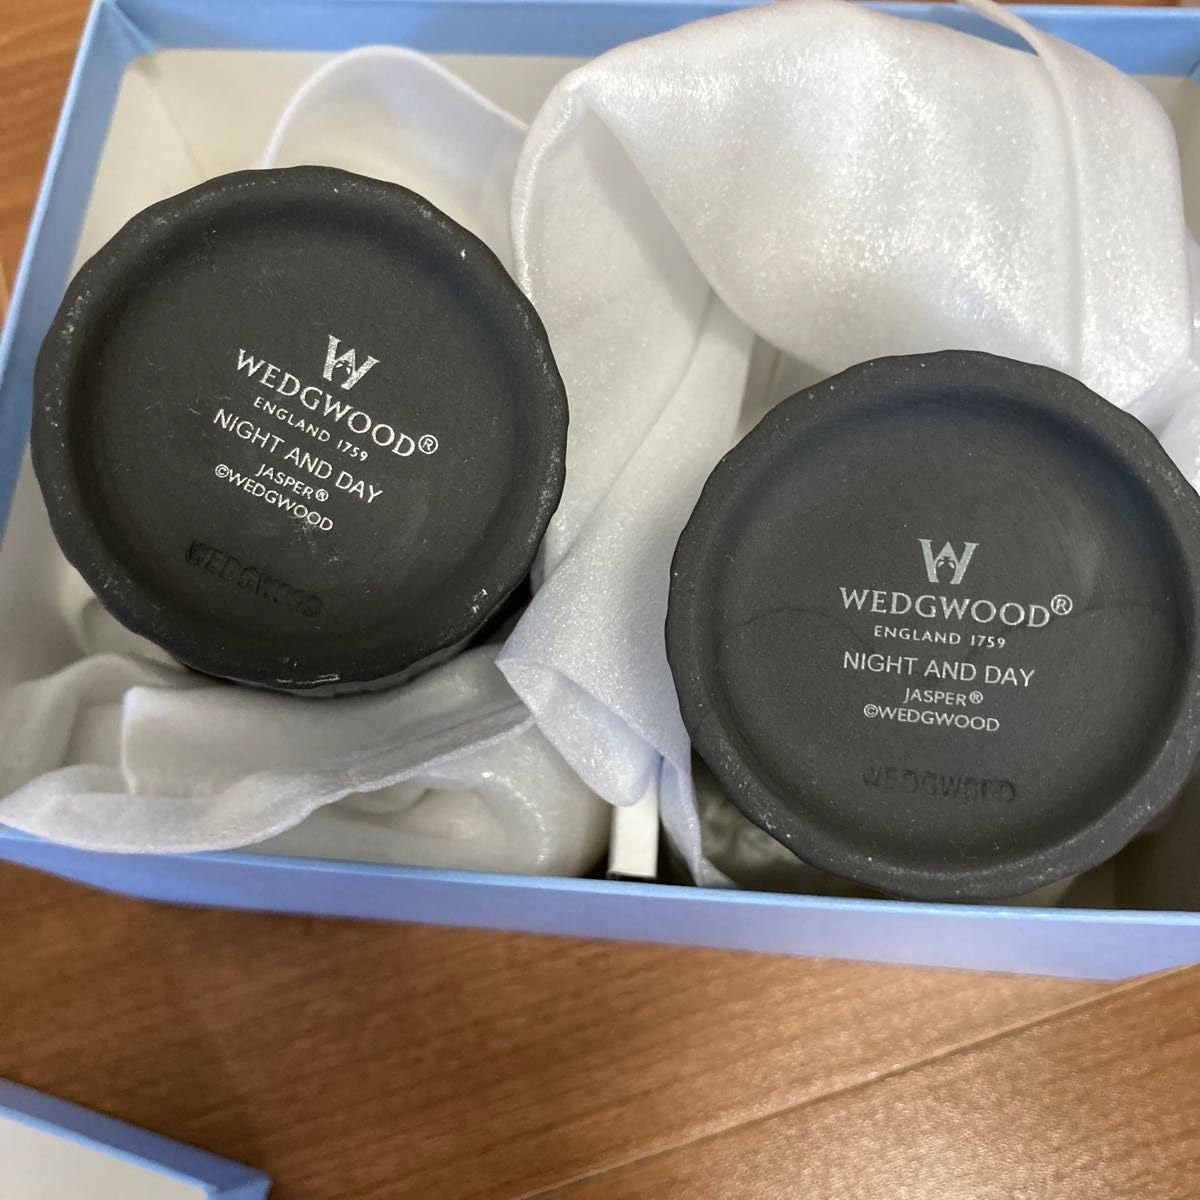 WEDGWOOD®
ENGLAND 1759
NIGHT AND DAY
JASPER®
©WEDGWOOD
WEDGWOOD
WEDGWOOD®
ENGLAND 1759
NIGHT AND DAY
JASPER®
©WEDGWOOD
WEDGWOOD